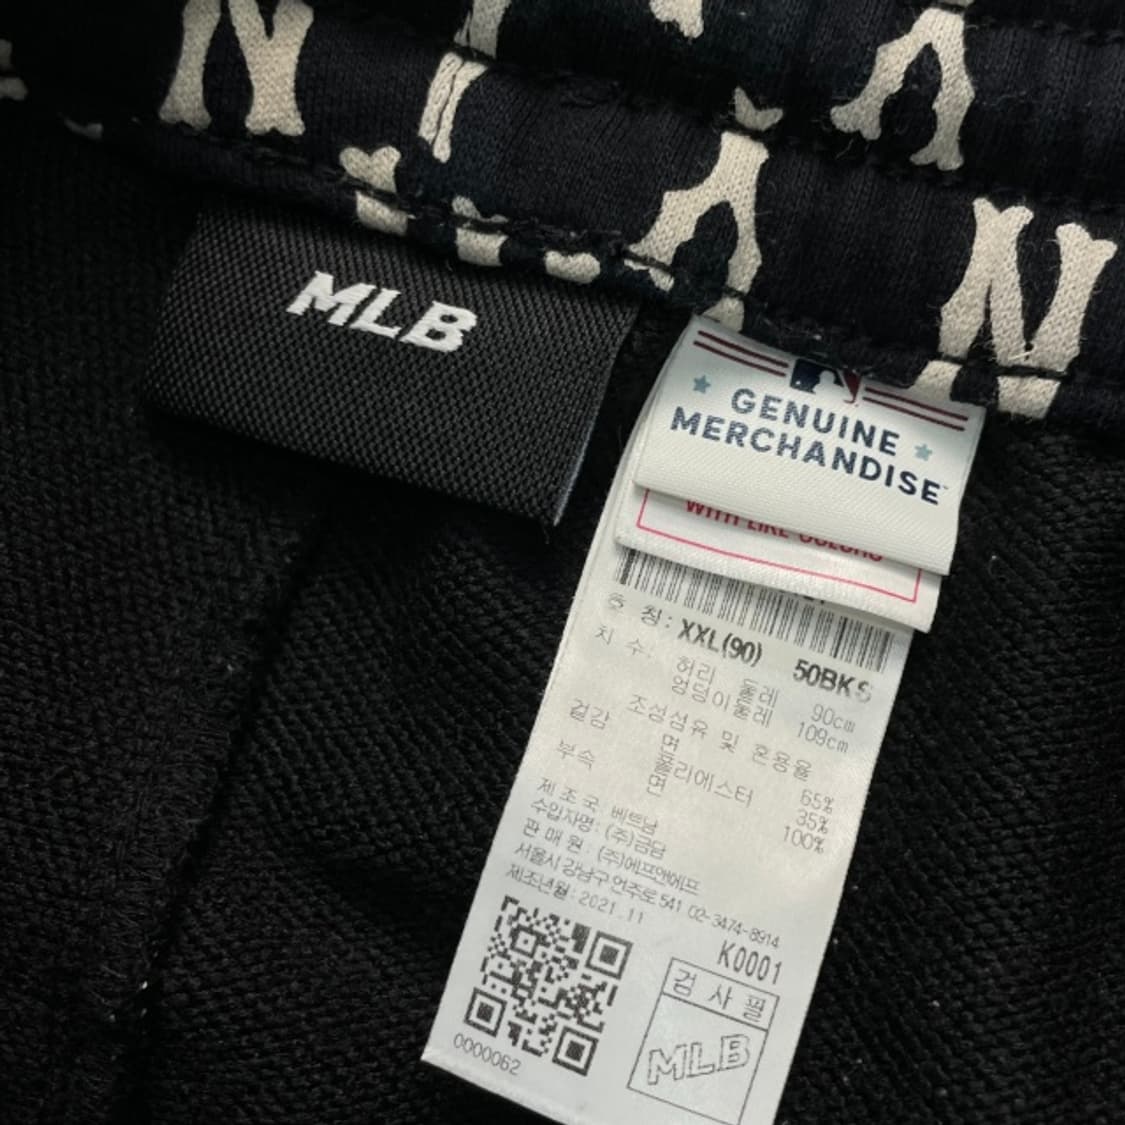 MLB
GENUINE
MERCHANDISE
WITH LIKE COLORS
호 칭: XXL(90) 50BKS
치 수: 허리 둘레 90cm
엉덩이둘레 109cm
조성섬유 및 혼용율
겉감 면 65%
폴리에스터 35%
부속 면 100%
제 조 국 베트남
수입자명: (주)금담
판 매 원: (주)에프앤에프
서울시 강남구 언주로 541 02-3474-8914
제조년월: 2021.11
K0001
검 사 필
MLB
0000062